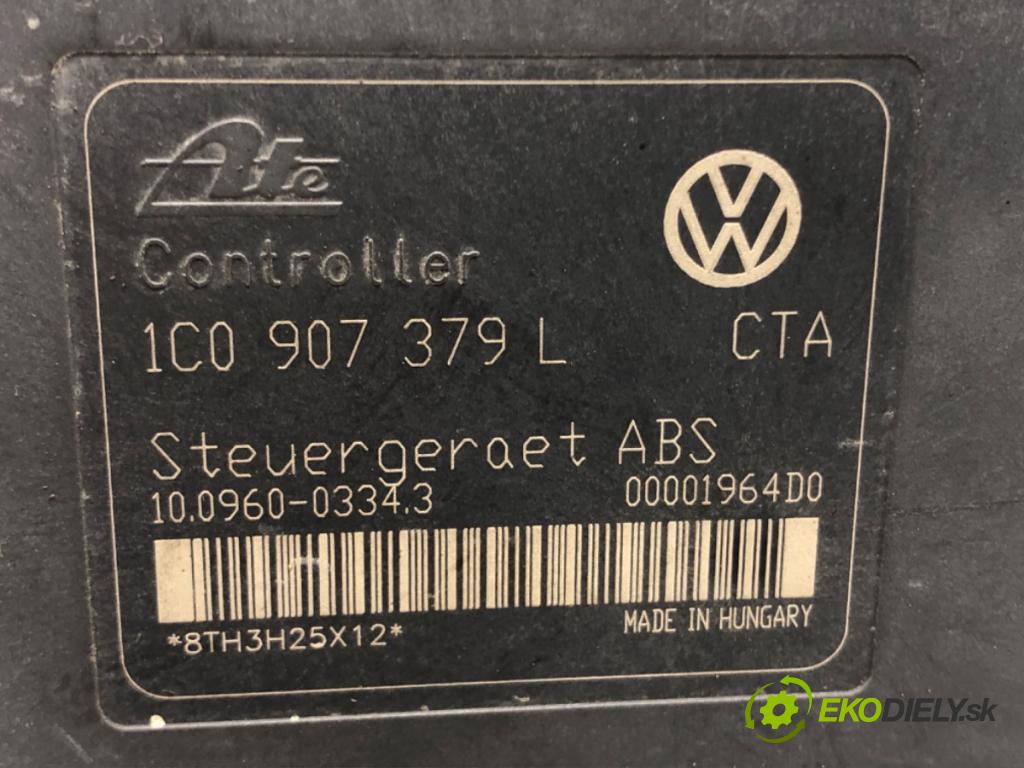 Ate
Controller
VW
1C0 907 379 L CTA
Steuergeraet ABS
10.0960-0334.3 00001964D0
*8TH3H25X12* MADE IN HUNGARY
EKODIELY.sk